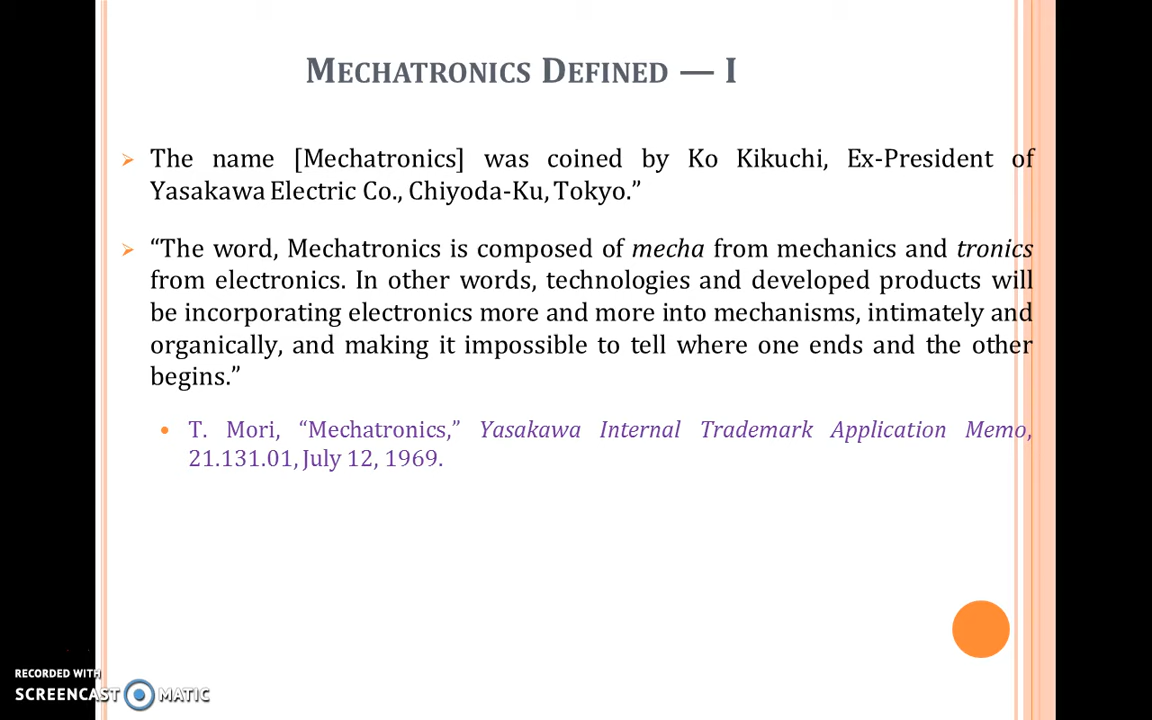 MECHATRONICS DEFINED — I
The name [Mechatronics] was coined by Ko Kikuchi, Ex-President of
Yasakawa Electric Co., Chiyoda-Ku, Tokyo.”
“The word, Mechatronics is composed of mecha from mechanics and tronics
from electronics. In other words, technologies and developed products will
be incorporating electronics more and more into mechanisms, intimately and
organically, and making it impossible to tell where one ends and the other
begins.”
T. Mori, “Mechatronics,” Yasakawa Internal Trademark Application Memo,
21.131.01, July 12, 1969.
RECORDED WITH
SCREENCAST MATIC